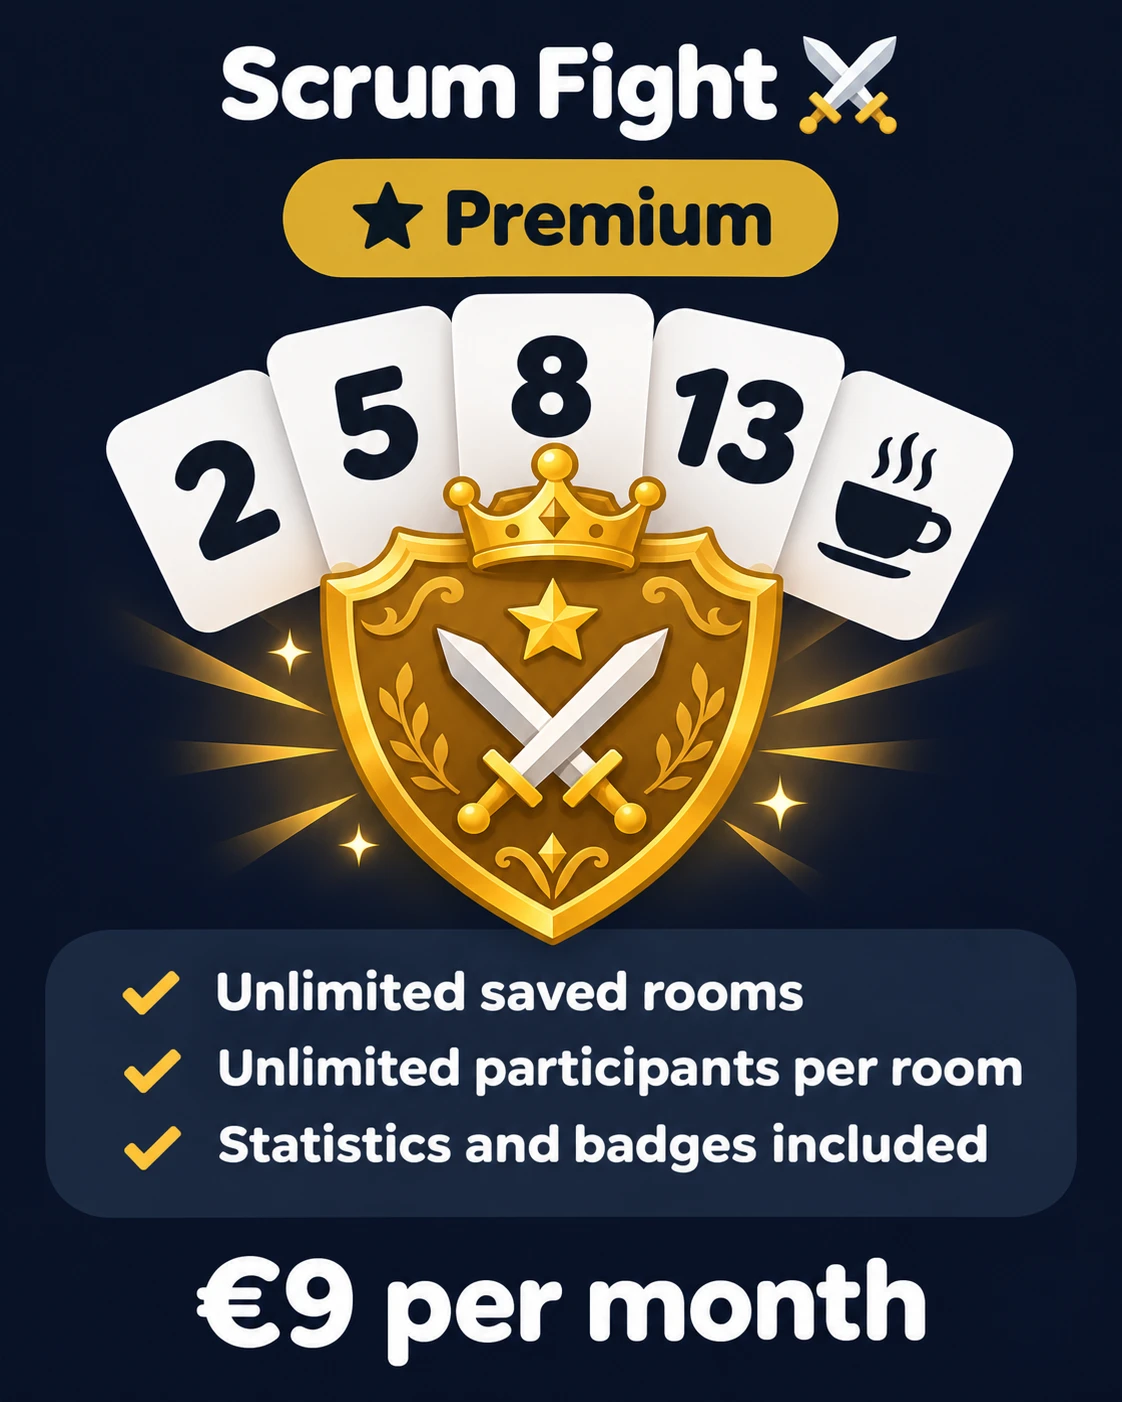 Scrum Fight
Premium
2 5 8 13
Unlimited saved rooms
Unlimited participants per room
Statistics and badges included
€9 per month